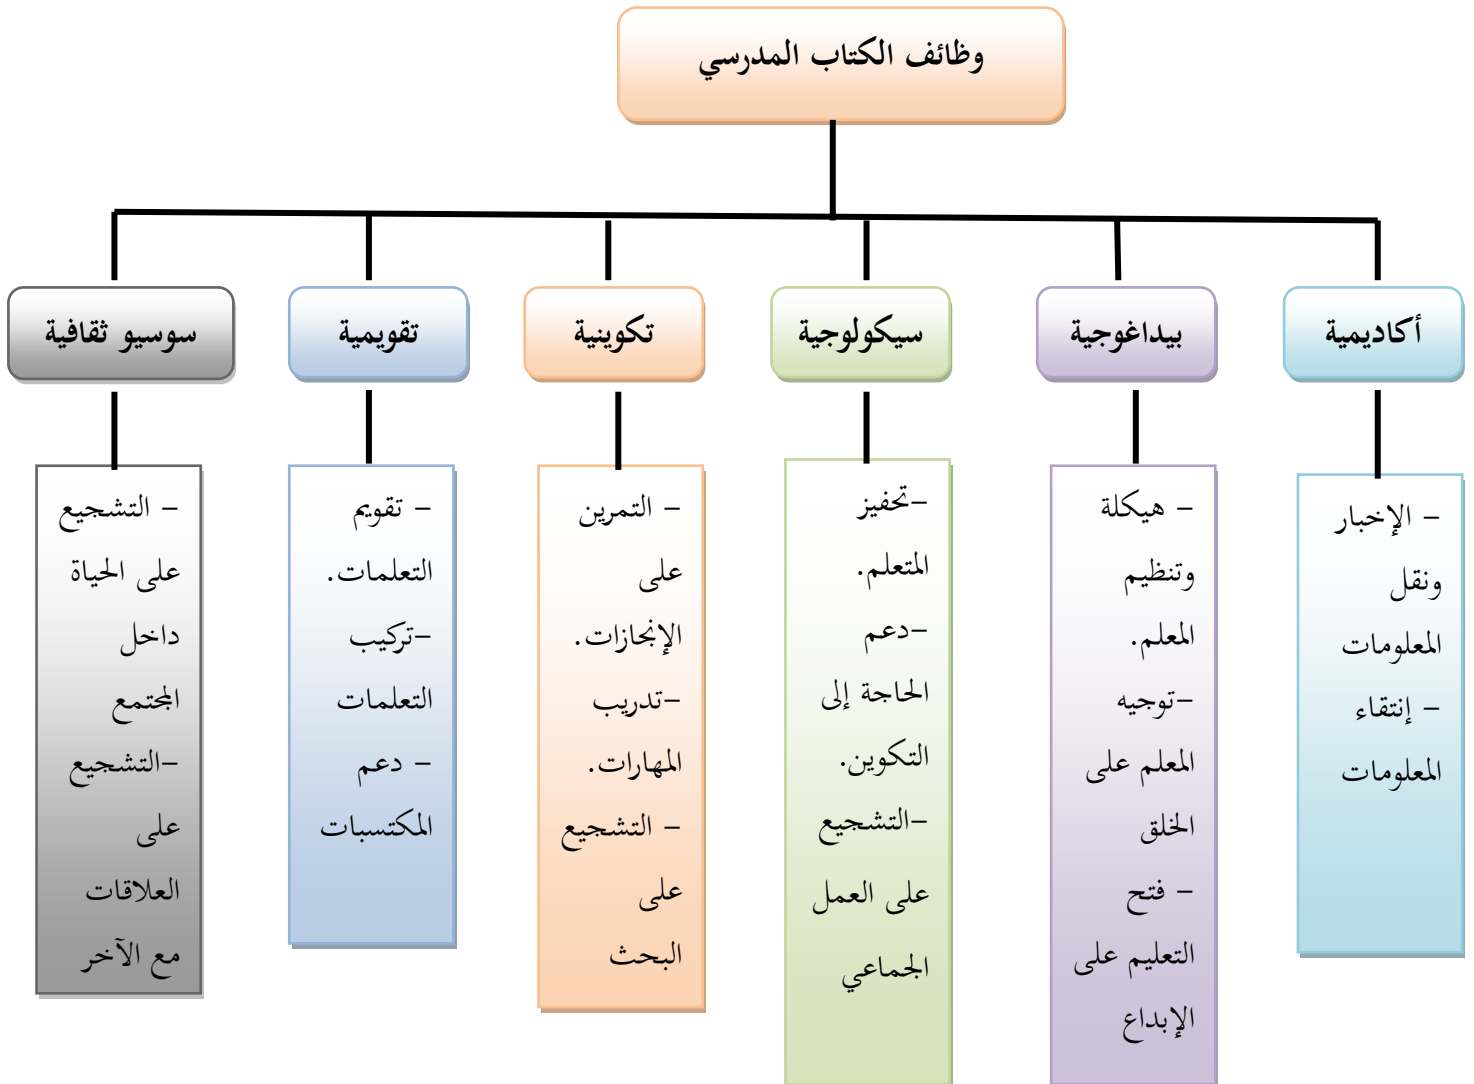 وظائف الكتاب المدرسي
أكاديمية
بيداغوجية
سيكولوجية
تكوينية
تقويمية
سوسيو ثقافية
– الإخبار
ونقل
المعلومات
– إنتقاء
المعلومات
– هيكلة
وتنظيم
المعلم.
–توجيه
المعلم على
الخلق
– فتح
التعليم على
الإبداع
–تحفيز
المتعلم.
–دعم
الحاجة إلى
التكوين.
–التشجيع
على العمل
الجماعي
– التمرين
على
الإنجازات.
–تدريب
المهارات.
– التشجيع
على
البحث
– تقويم
التعلمات.
–تركيب
التعلمات
– دعم
المكتسبات
– التشجيع
على الحياة
داخل
المجتمع
–التشجيع
على
العلاقات
مع الآخر